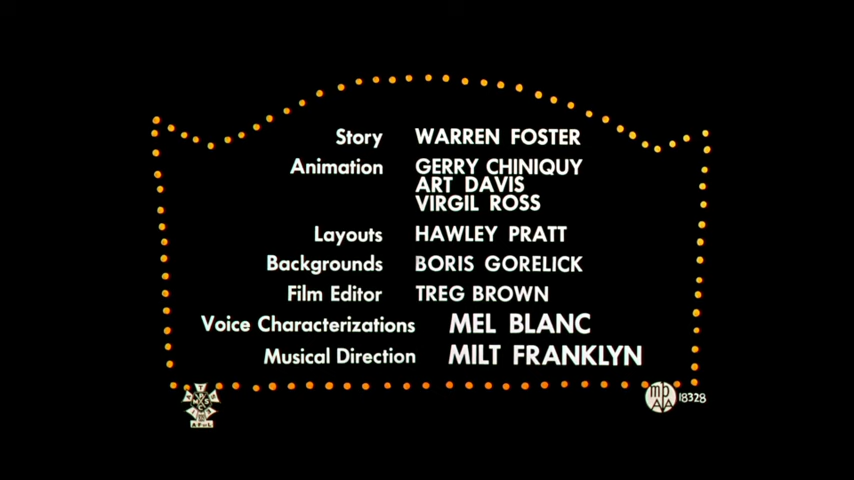 Story WARREN FOSTER
Animation GERRY CHINIQUY
ART DAVIS
VIRGIL ROSS
Layouts HAWLEY PRATT
Backgrounds BORIS GORELICK
Film Editor TREG BROWN
Voice Characterizations MEL BLANC
Musical Direction MILT FRANKLYN
mpAA 18328